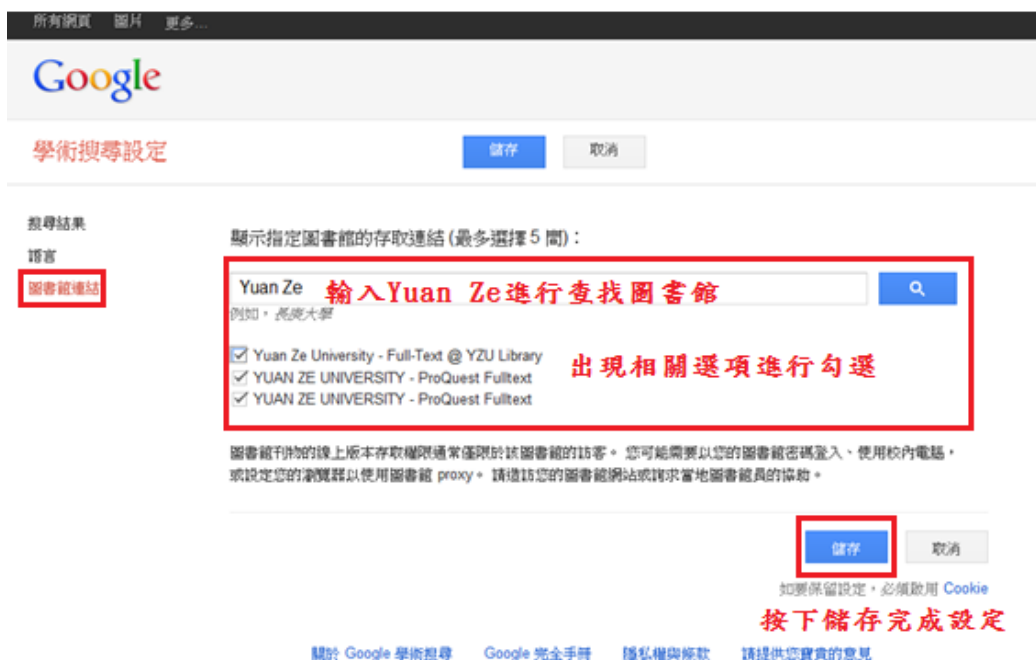 所有網頁 圖片 更多...
Google
學術搜尋設定 儲存 取消
搜尋結果
語言
圖書館連結
顯示指定圖書館的存取連結 (最多選擇 5 間)：
Yuan Ze 輸入Yuan Ze進行查找圖書館
例如，長庚大學
Yuan Ze University - Full-Text @ YZU Library
出現相關選項進行勾選
YUAN ZE UNIVERSITY - ProQuest Fulltext
YUAN ZE UNIVERSITY - ProQuest Fulltext
圖書館刊物的線上版本存取權限通常僅限於該圖書館的訪客。 您可能需要以您的圖書館密碼登入、使用校內電腦，
或設定您的瀏覽器以使用圖書館 proxy。 請造訪您的圖書館網站或詢求當地圖書館員的協助。
儲存 取消
如要保留設定，必須啟用 Cookie
按下儲存完成設定
關於 Google 學術搜尋 Google 完全手冊 隱私權與條款 請提供您寶貴的意見